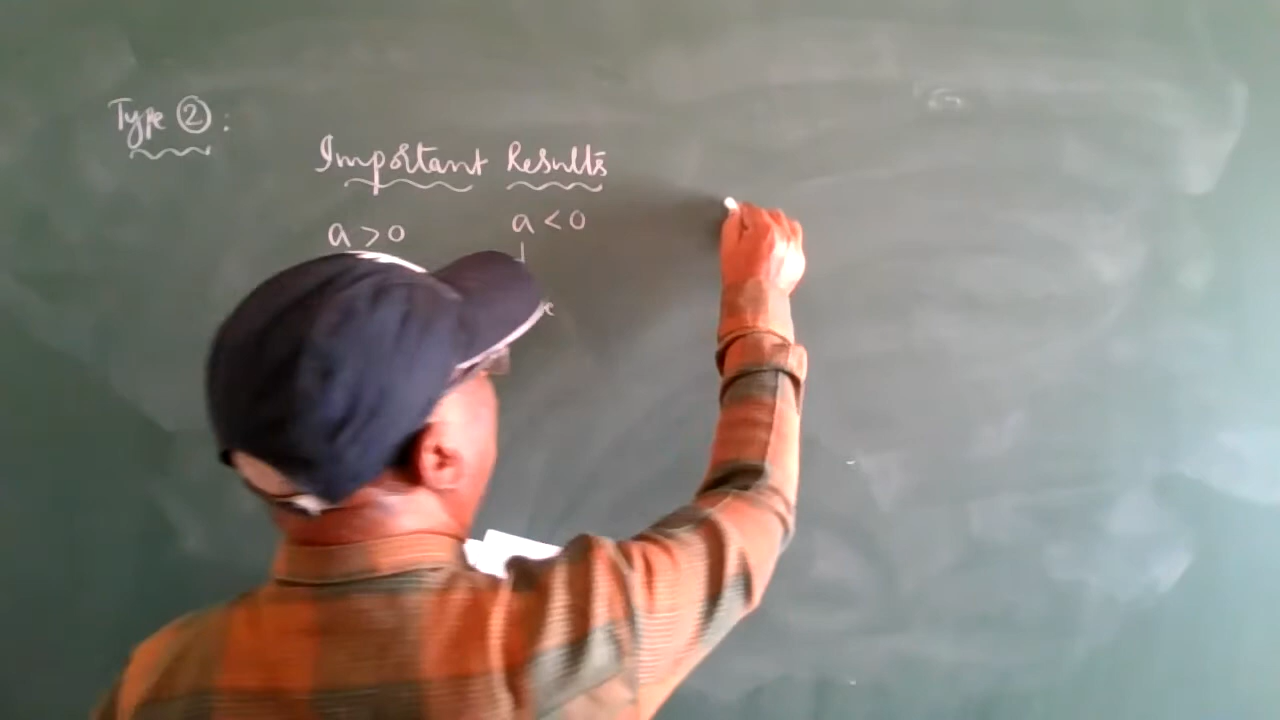 Type ②:
Important Results
a > 0
a < 0